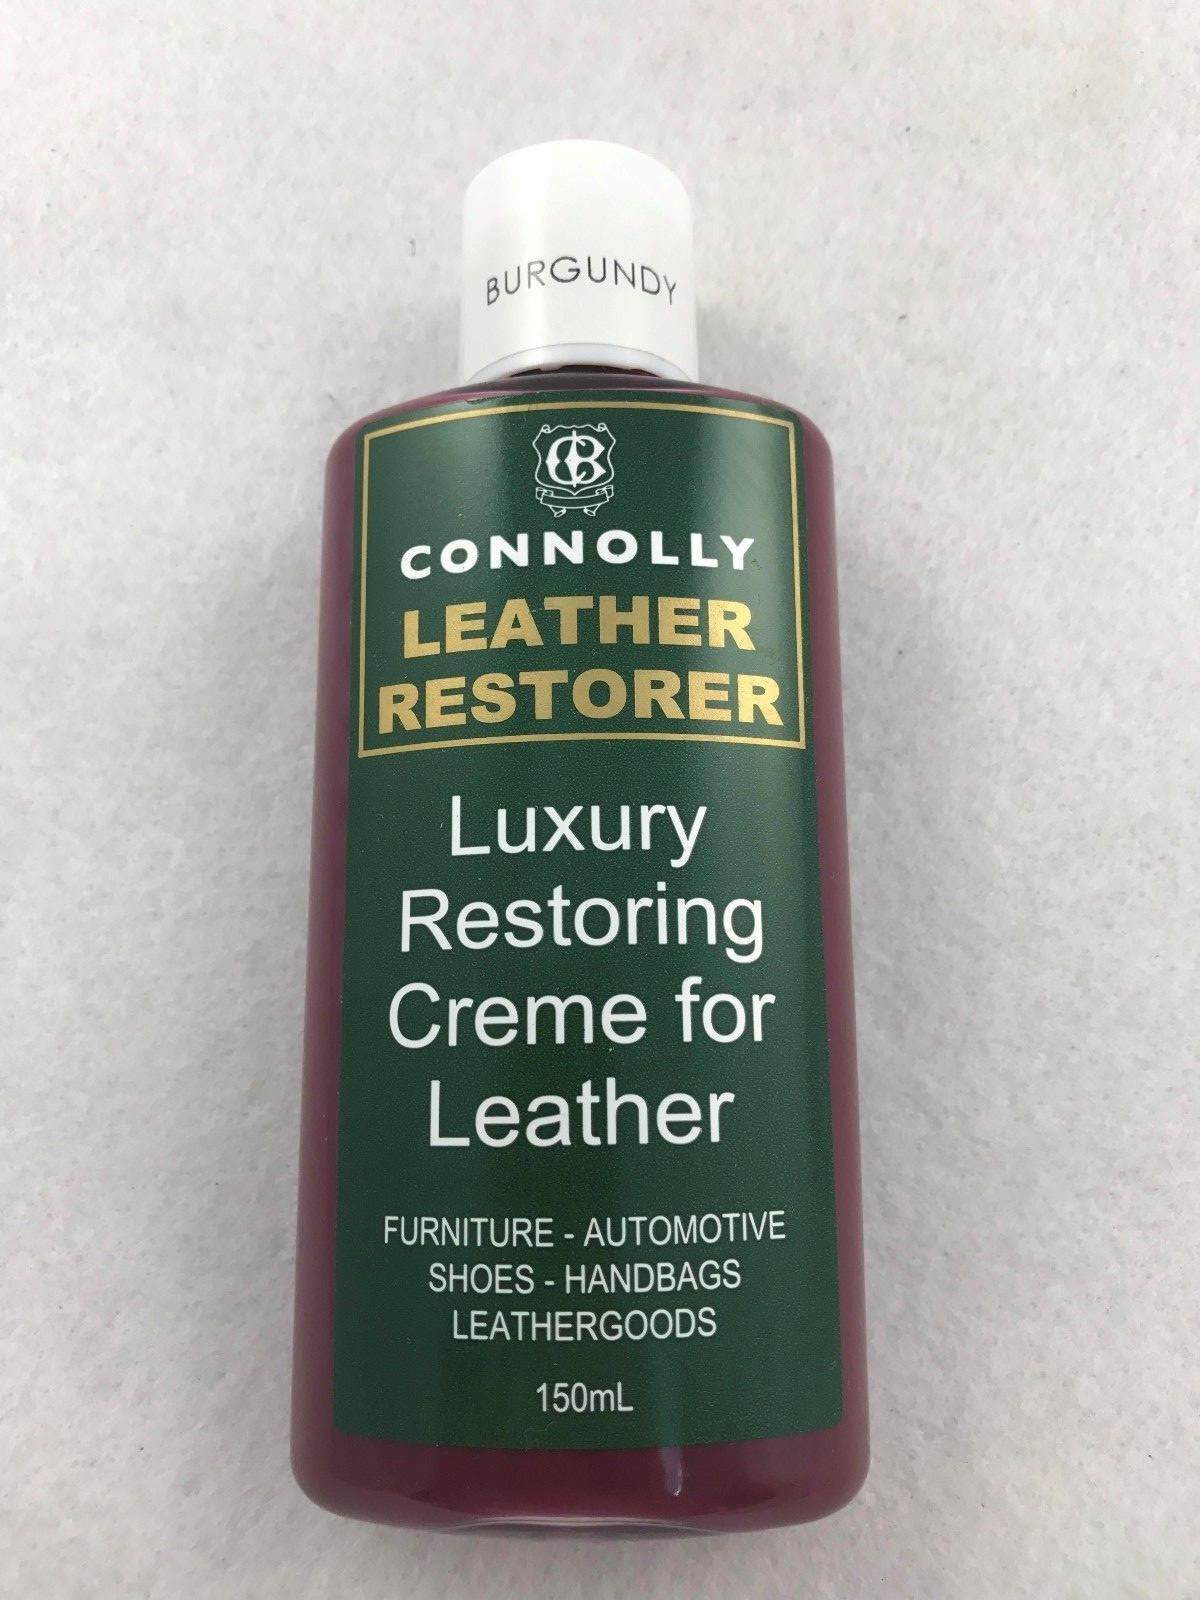 BURGUNDY
CONNOLLY
LEATHER
RESTORER
Luxury
Restoring
Creme for
Leather
FURNITURE - AUTOMOTIVE
SHOES - HANDBAGS
LEATHERGOODS
150mL